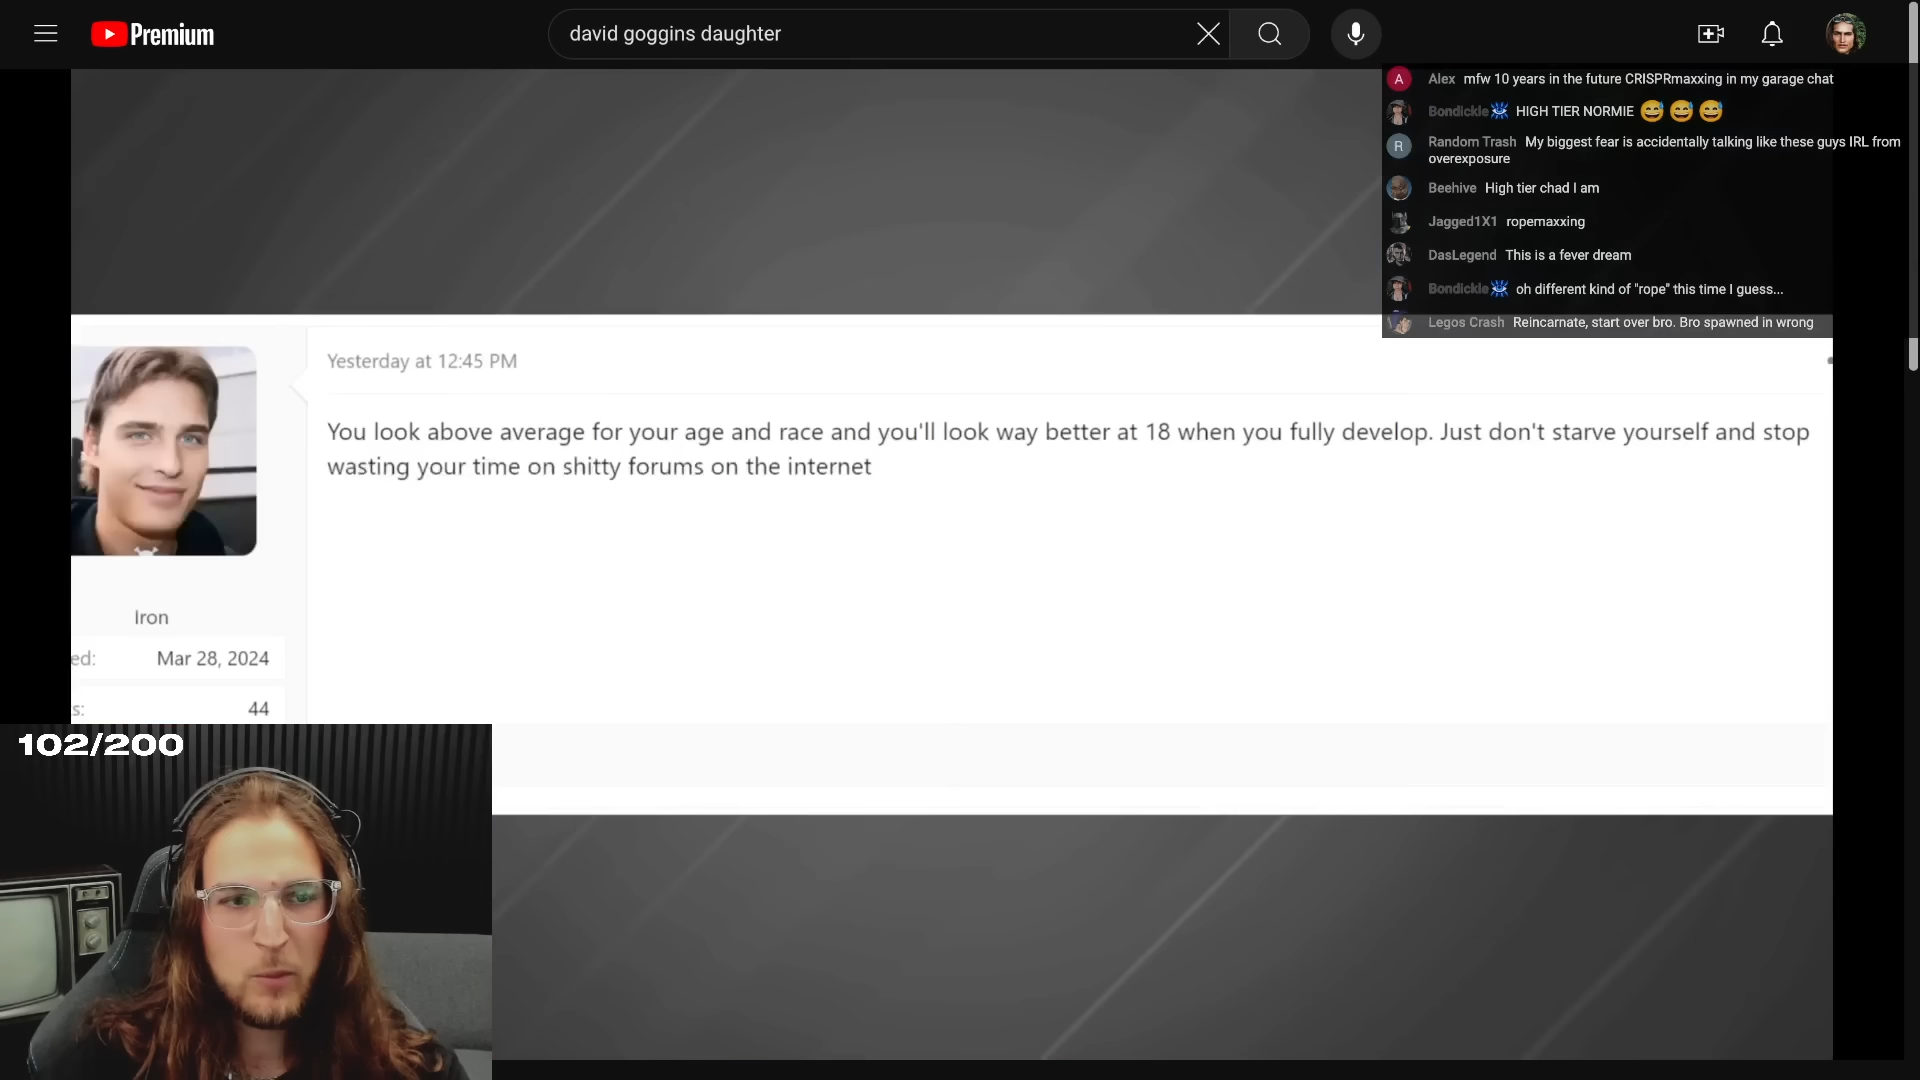 Premium
david goggins daughter
A Alex mfw 10 years in the future CRISPRmaxxing in my garage chat
Bondickle HIGH TIER NORMIE 😅 😅 😅
R Random Trash My biggest fear is accidentally talking like these guys IRL from
overexposure
Beehive High tier chad I am
Jagged1X1 ropemaxxing
DasLegend This is a fever dream
Bondickle oh different kind of "rope" this time I guess...
Legos Crash Reincarnate, start over bro. Bro spawned in wrong
Yesterday at 12:45 PM
You look above average for your age and race and you'll look way better at 18 when you fully develop. Just don't starve yourself and stop
wasting your time on shitty forums on the internet
Iron
ed: Mar 28, 2024
s: 44
102/200